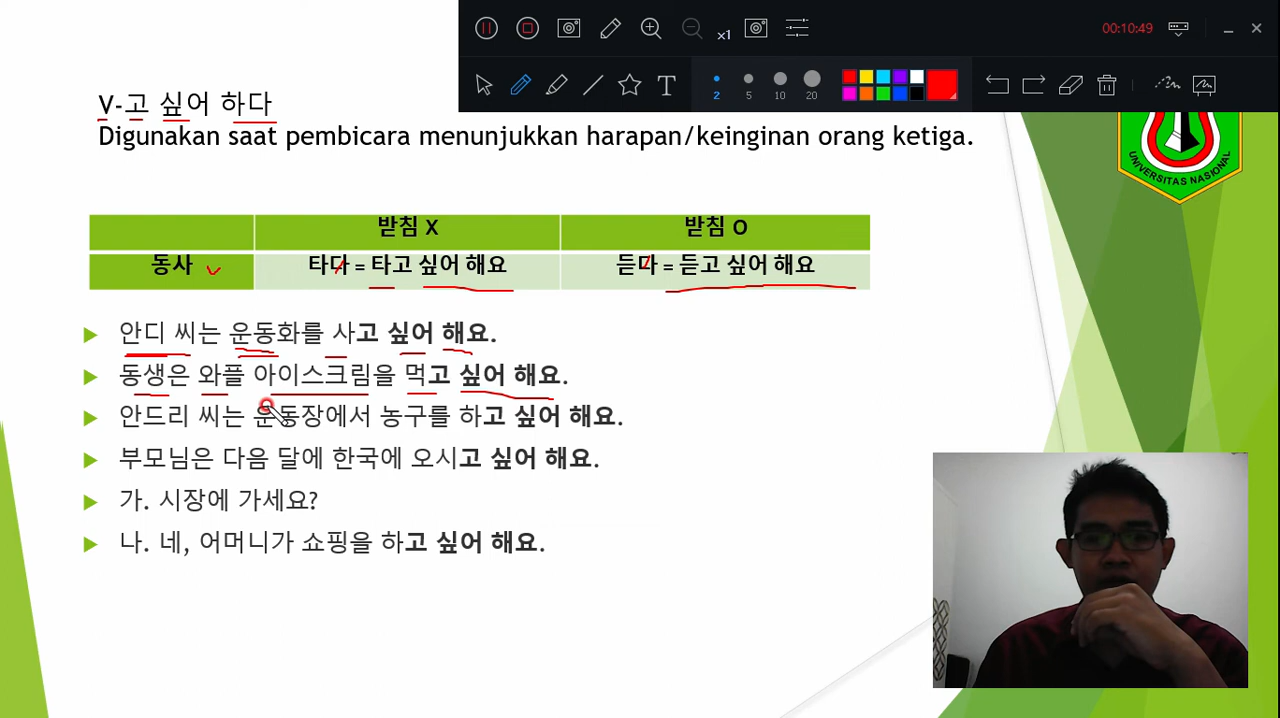 x1
00:10:49
2 5 10 20
V-고 싶어 하다
Digunakan saat pembicara menunjukkan harapan/keinginan orang ketiga.
UNIVERSITAS NASIONAL
받침 X 받침 O
동사 타다 = 타고 싶어 해요 듣다 = 듣고 싶어 해요
안디 씨는 운동화를 사고 싶어 해요.
동생은 와플 아이스크림을 먹고 싶어 해요.
안드리 씨는 운동장에서 농구를 하고 싶어 해요.
부모님은 다음 달에 한국에 오시고 싶어 해요.
가. 시장에 가세요?
나. 네, 어머니가 쇼핑을 하고 싶어 해요.